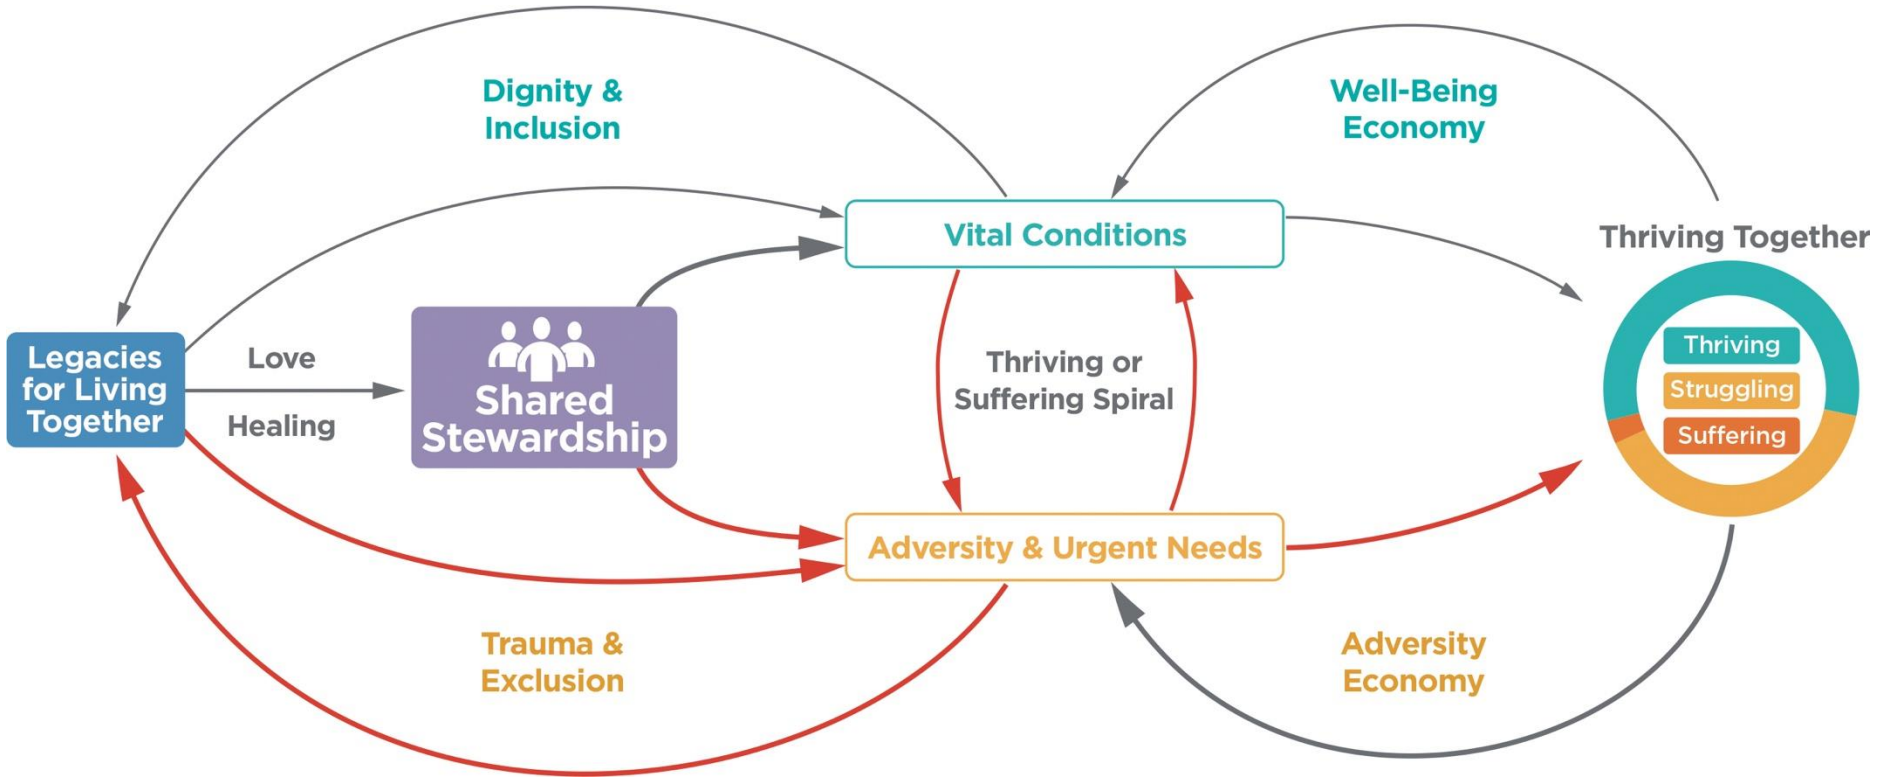 Dignity &
Inclusion
Well-Being
Economy
Vital Conditions
Thriving Together
Legacies
for Living
Together
Love
Healing
Shared
Stewardship
Thriving or
Suffering Spiral
Thriving
Struggling
Suffering
Adversity & Urgent Needs
Trauma &
Exclusion
Adversity
Economy